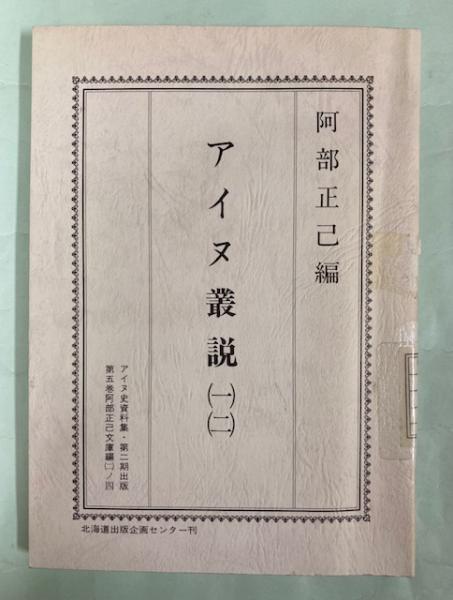 阿部正己編
アイヌ叢説㈠㈡
アイヌ史資料集・第二期出版
第五巻阿部正己文庫編㈡ノ四
北海道出版企画センター刊